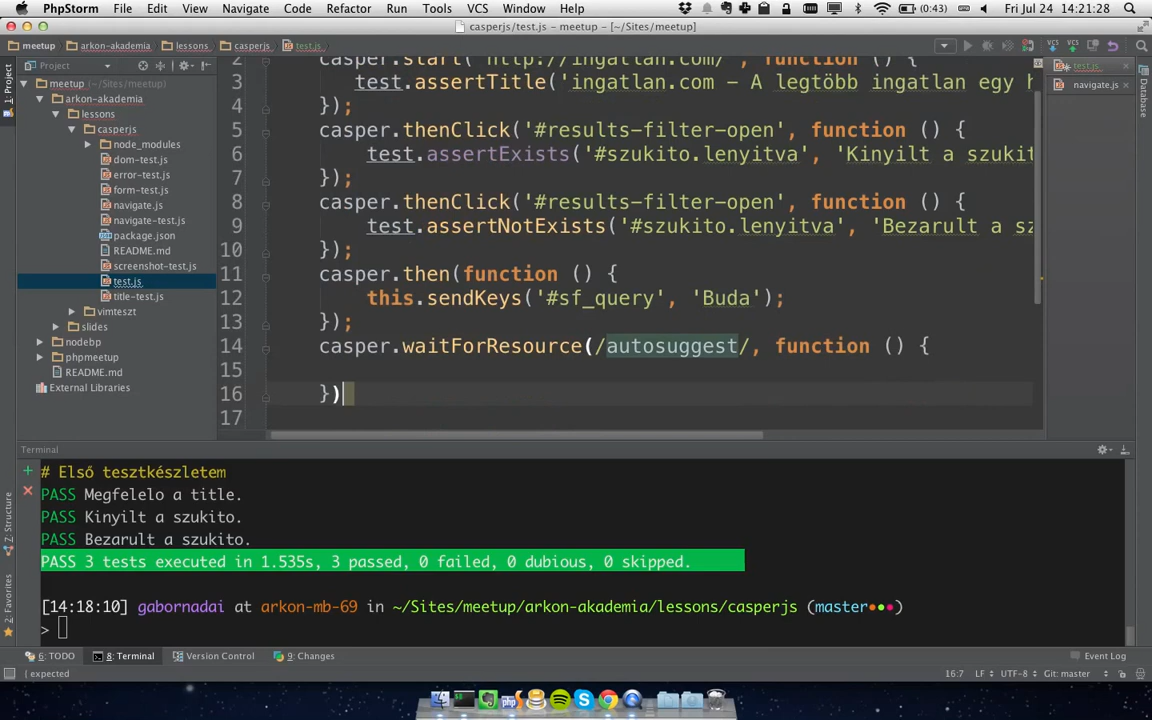 PhpStorm File Edit View Navigate Code Refactor Run Tools VCS Window Help (0:43) Fri Jul 24 14:21:28
casperjs/test.js - meetup - [~/Sites/meetup]
meetup arkon-akademia lessons casperjs test.js
Project
1: Project
meetup (~/Sites/meetup)
arkon-akademia
lessons
casperjs
node_modules
dom-test.js
error-test.js
form-test.js
navigate.js
navigate-test.js
package.json
README.md
screenshot-test.js
test.js
title-test.js
vimteszt
slides
nodebp
phpmeetup
README.md
External Libraries
2 casper.start('http://ingatlan.com/', function () {
3 test.assertTitle('ingatlan.com – A legtöbb ingatlan egy h
4 });
5 casper.thenClick('#results-filter-open', function () {
6 test.assertExists('#szukito.lenyitva', 'Kinyilt a szukit
7 });
8 casper.thenClick('#results-filter-open', function () {
9 test.assertNotExists('#szukito.lenyitva', 'Bezarult a sz
10 });
11 casper.then(function () {
12 this.sendKeys('#sf_query', 'Buda');
13 });
14 casper.waitForResource(/autosuggest/, function () {
15
16 })
17
test.js
navigate.js
Database
Terminal
# Első tesztkészletem
PASS Megfelelo a title.
PASS Kinyilt a szukito.
PASS Bezarult a szukito.
PASS 3 tests executed in 1.535s, 3 passed, 0 failed, 0 dubious, 0 skipped.
[14:18:10] gabornadai at arkon-mb-69 in ~/Sites/meetup/arkon-akademia/lessons/casperjs (master●●●)
>
7: Structure
2: Favorites
6: TODO 8: Terminal Version Control 9: Changes Event Log
( expected 16:7 LF UTF-8 Git: master